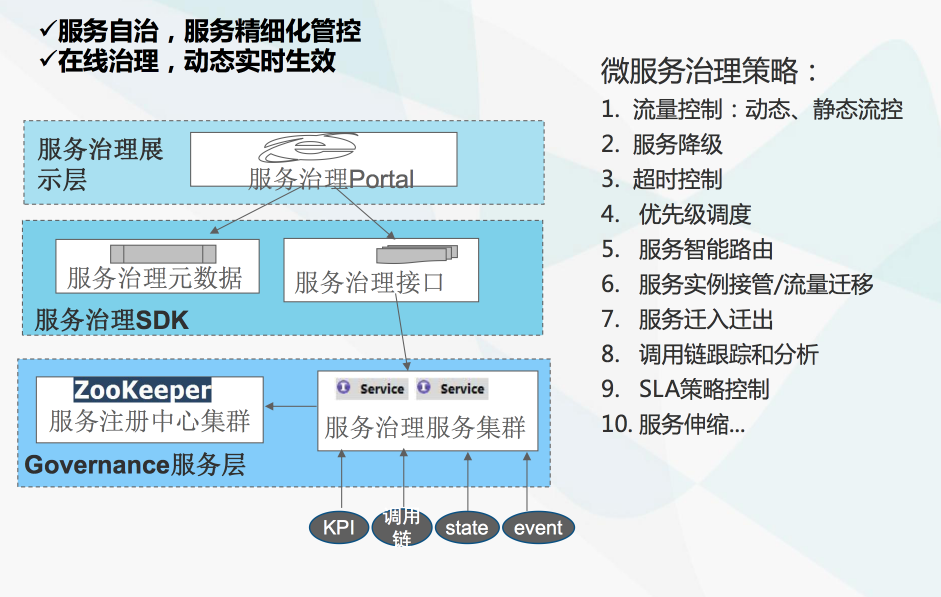 ✓服务自治，服务精细化管控
✓在线治理，动态实时生效
服务治理展
示层
服务治理Portal
服务治理元数据
服务治理接口
服务治理SDK
ZooKeeper
服务注册中心集群
Service
Service
服务治理服务集群
Governance服务层
KPI
调用
链
state
event
微服务治理策略：
1. 流量控制：动态、静态流控
2. 服务降级
3. 超时控制
4. 优先级调度
5. 服务智能路由
6. 服务实例接管/流量迁移
7. 服务迁入迁出
8. 调用链跟踪和分析
9. SLA策略控制
10. 服务伸缩...